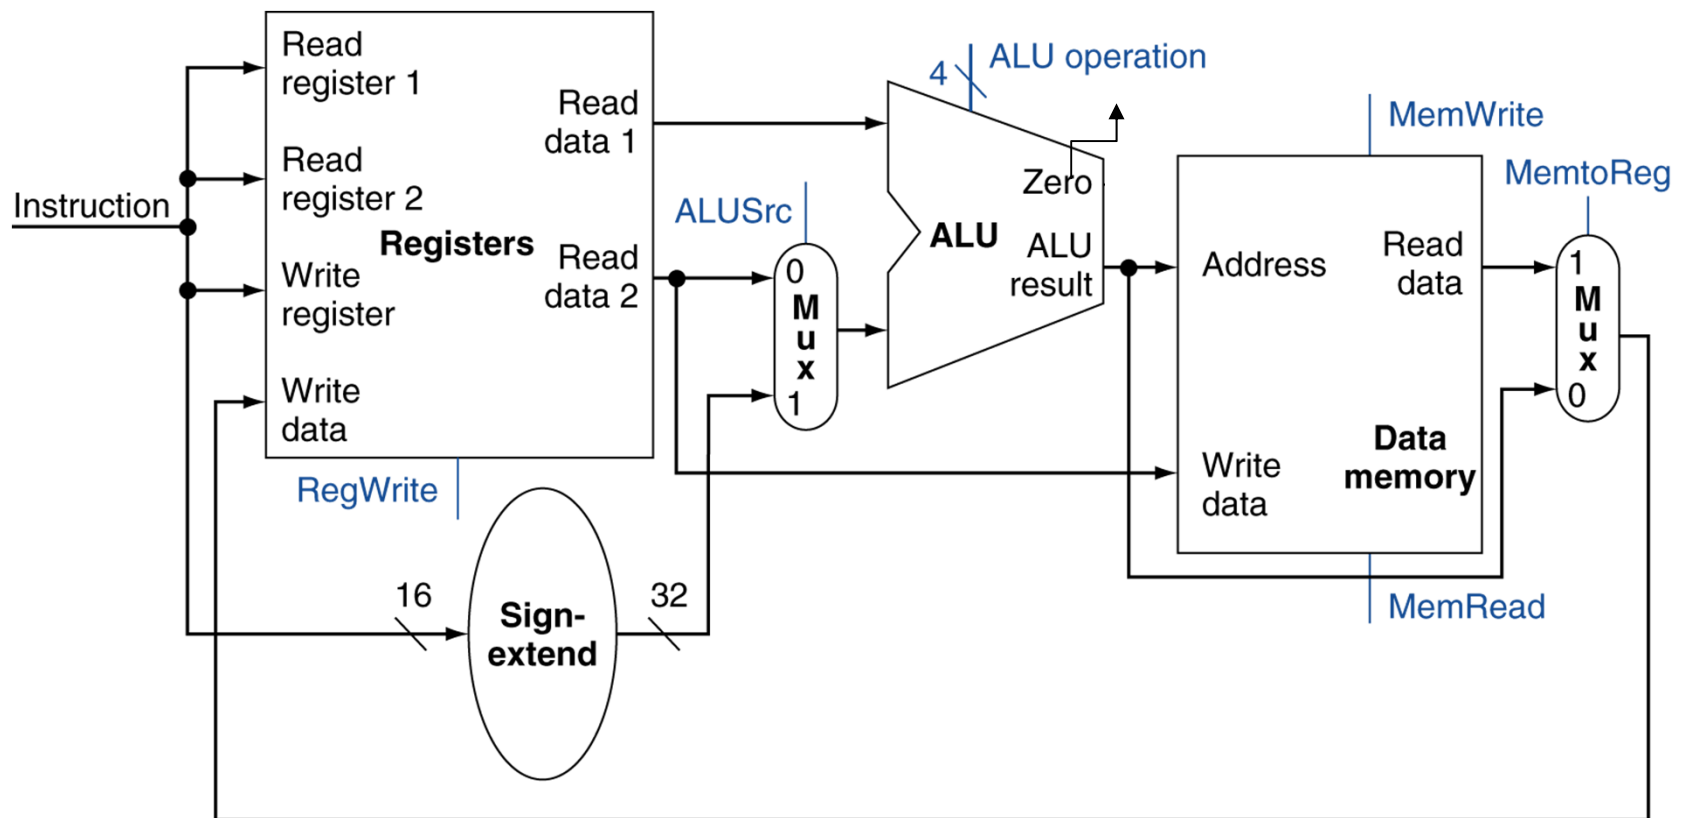 Instruction
Read
register 1
Read
register 2
Registers
Write
register
Write
data
Read
data 1
Read
data 2
RegWrite
16
Sign-
extend
32
ALUSrc
0
M
u
x
1
4
ALU operation
Zero
ALU
ALU
result
MemWrite
Address
Read
data
Write
data
Data
memory
MemRead
MemtoReg
1
M
u
x
0